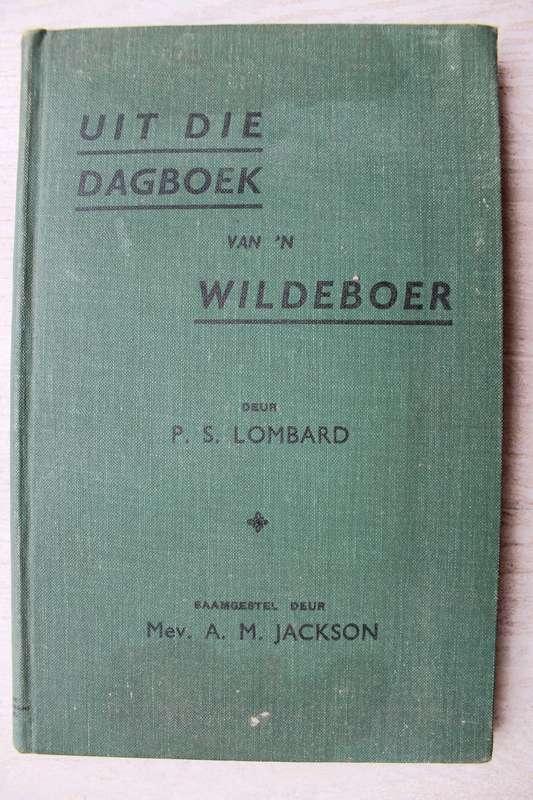 UIT DIE
DAGBOEK
VAN 'N
WILDEBOER
DEUR
P. S. LOMBARD
SAAMGESTEL DEUR
Mev. A. M. JACKSON